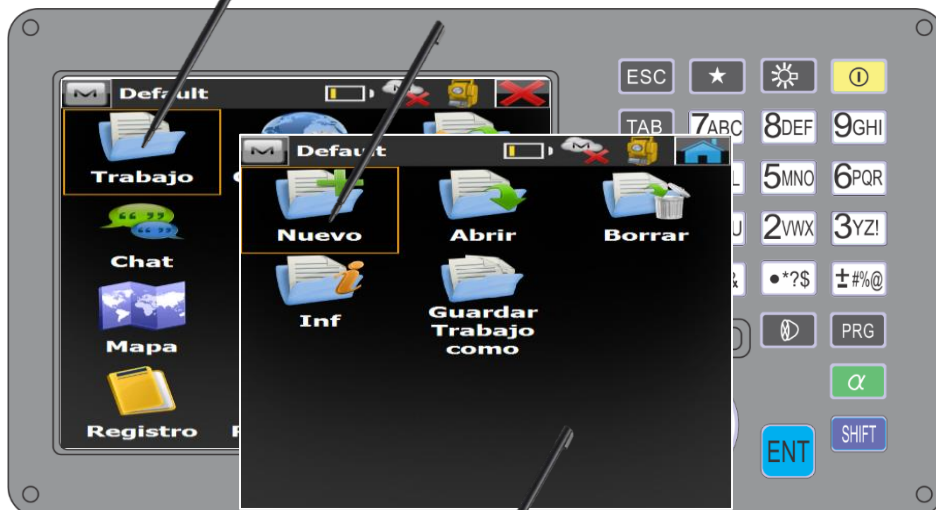 Default
Trabajo
Chat
Mapa
Registro
Default
Nuevo
Abrir
Borrar
Inf
Guardar
Trabajo
como
ESC
★
TAB
7ABC
8DEF
9GHI
5MNO
6PQR
2VWX
3YZ!
•*?$
±#%@
PRG
α
ENT
SHIFT